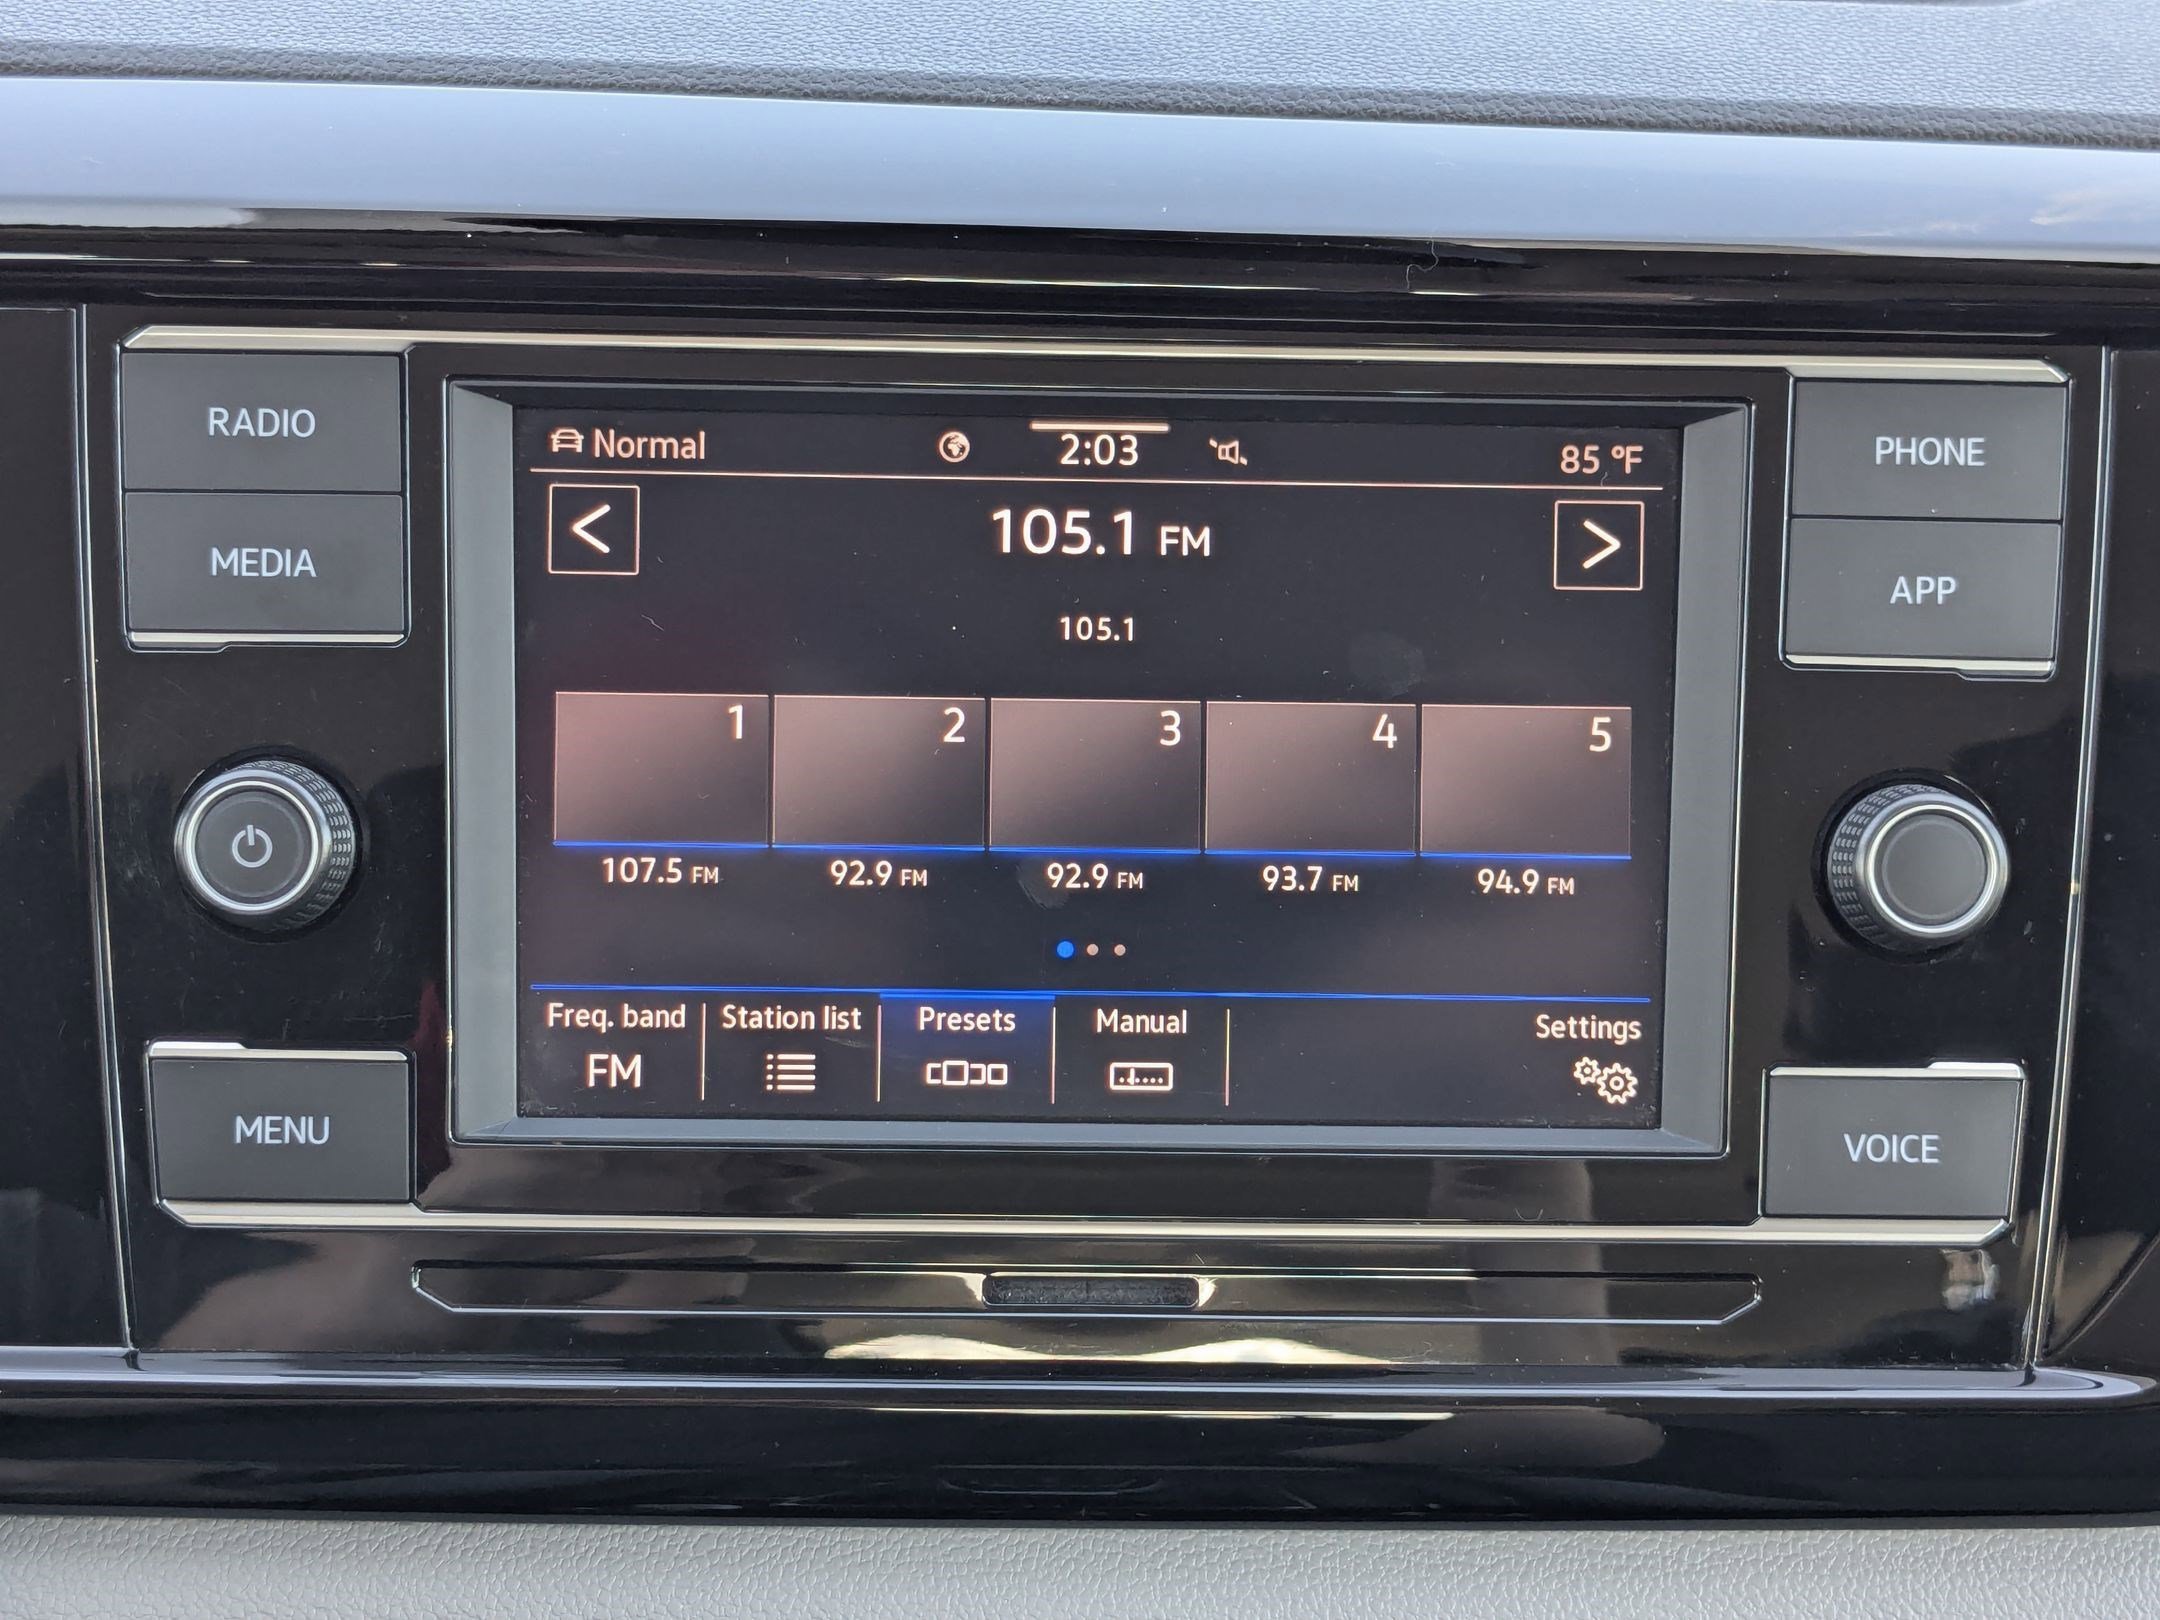 RADIO
MEDIA
MENU
Normal 2:03 85 °F
< 105.1 FM >
105.1
1 2 3 4 5
107.5 FM 92.9 FM 92.9 FM 93.7 FM 94.9 FM
Freq. band Station list Presets Manual Settings
FM
PHONE
APP
VOICE